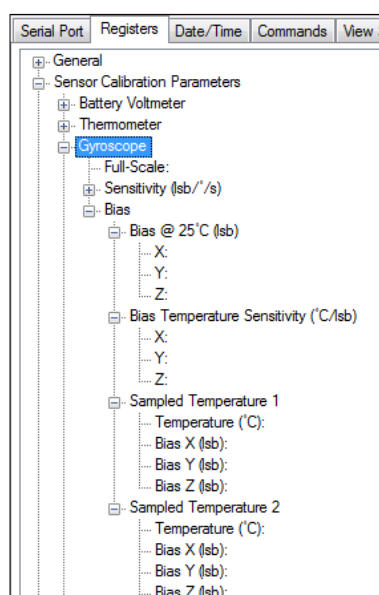 Serial Port Registers Date/Time Commands View
General
Sensor Calibration Parameters
Battery Voltmeter
Thermometer
Gyroscope
Full-Scale:
Sensitivity (lsb/˚/s)
Bias
Bias @ 25˚C (lsb)
X:
Y:
Z:
Bias Temperature Sensitivity (˚C/lsb)
X:
Y:
Z:
Sampled Temperature 1
Temperature (˚C):
Bias X (lsb):
Bias Y (lsb):
Bias Z (lsb):
Sampled Temperature 2
Temperature (˚C):
Bias X (lsb):
Bias Y (lsb):
Bias Z (lsb):